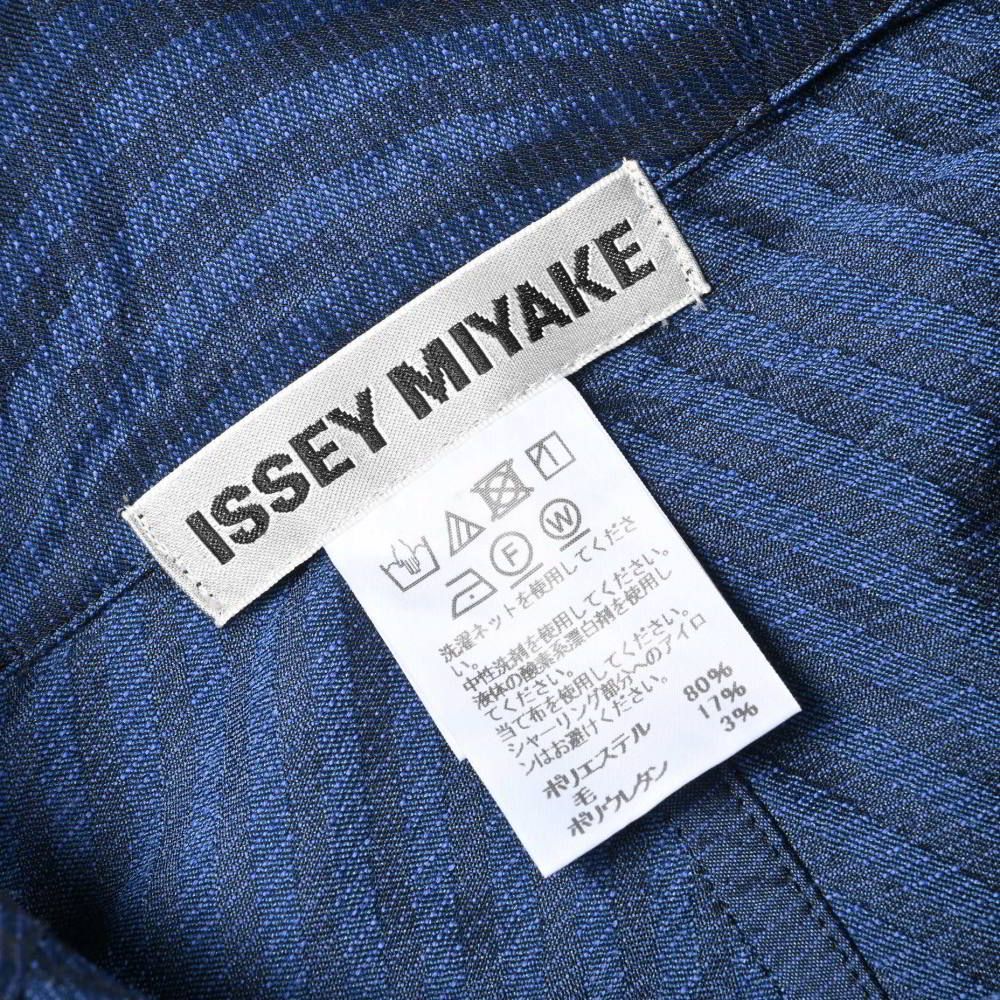 ISSEY MIYAKE
F W
洗濯ネットを使用してくださ
い。
中性洗剤を使用してください。
液体の酸素系漂白剤を使用し
てください。
当て布を使用してください。
シャーリング部分へのアイロ
ンはお避けください。
ポリエステル 80%
毛 17%
ポリウレタン 3%